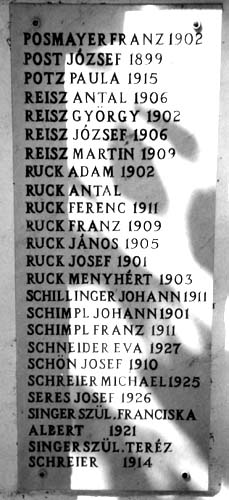 POSMAYER FRANZ 1902
POST JÓZSEF 1899
POTZ PAULA 1915
REISZ ANTAL 1906
REISZ GYÖRGY 1902
REISZ JÓZSEF 1906
REISZ MARTIN 1909
RUCK ADAM 1902
RUCK ANTAL
RUCK FERENC 1911
RUCK FRANZ 1909
RUCK JÁNOS 1905
RUCK JOSEF 1901
RUCK MENYHÉRT 1903
SCHILLINGER JOHANN 1911
SCHIMPL JOHANN 1901
SCHIMPL FRANZ 1911
SCHNEIDER EVA 1927
SCHÖN JOSEF 1910
SCHREIER MICHAEL 1925
SERES JOSEF 1926
SINGER SZÜL. FRANCISKA
ALBERT 1921
SINGER SZÜL. TERÉZ
SCHREIER 1914